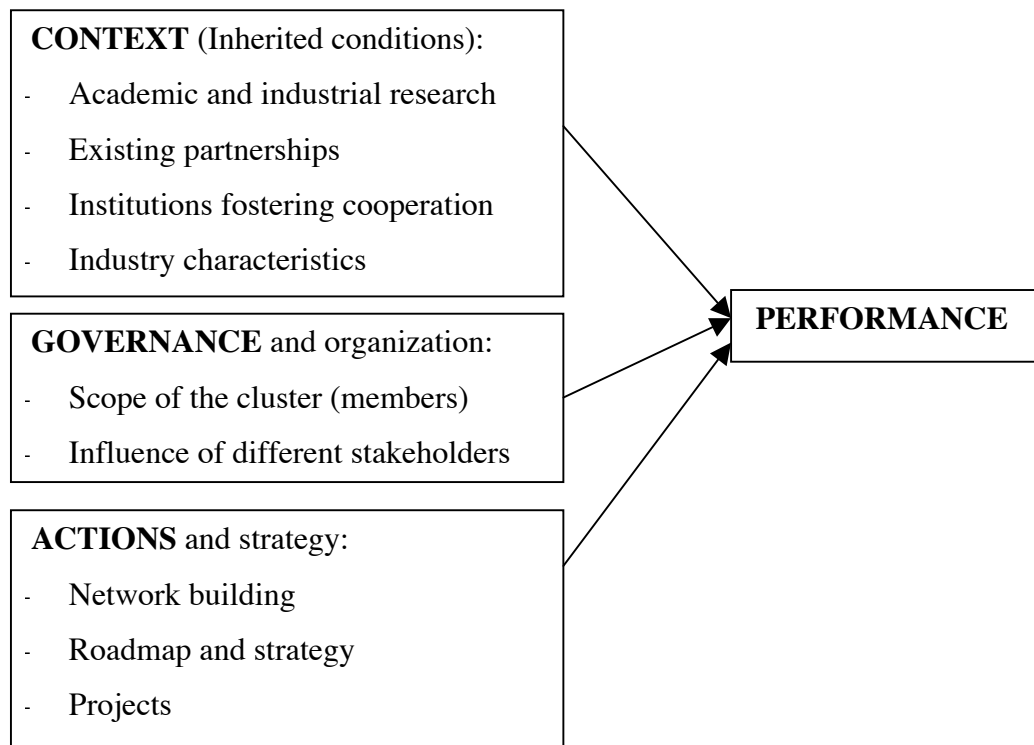 CONTEXT (Inherited conditions):
- Academic and industrial research
- Existing partnerships
- Institutions fostering cooperation
- Industry characteristics
GOVERNANCE and organization:
- Scope of the cluster (members)
- Influence of different stakeholders
ACTIONS and strategy:
- Network building
- Roadmap and strategy
- Projects
PERFORMANCE